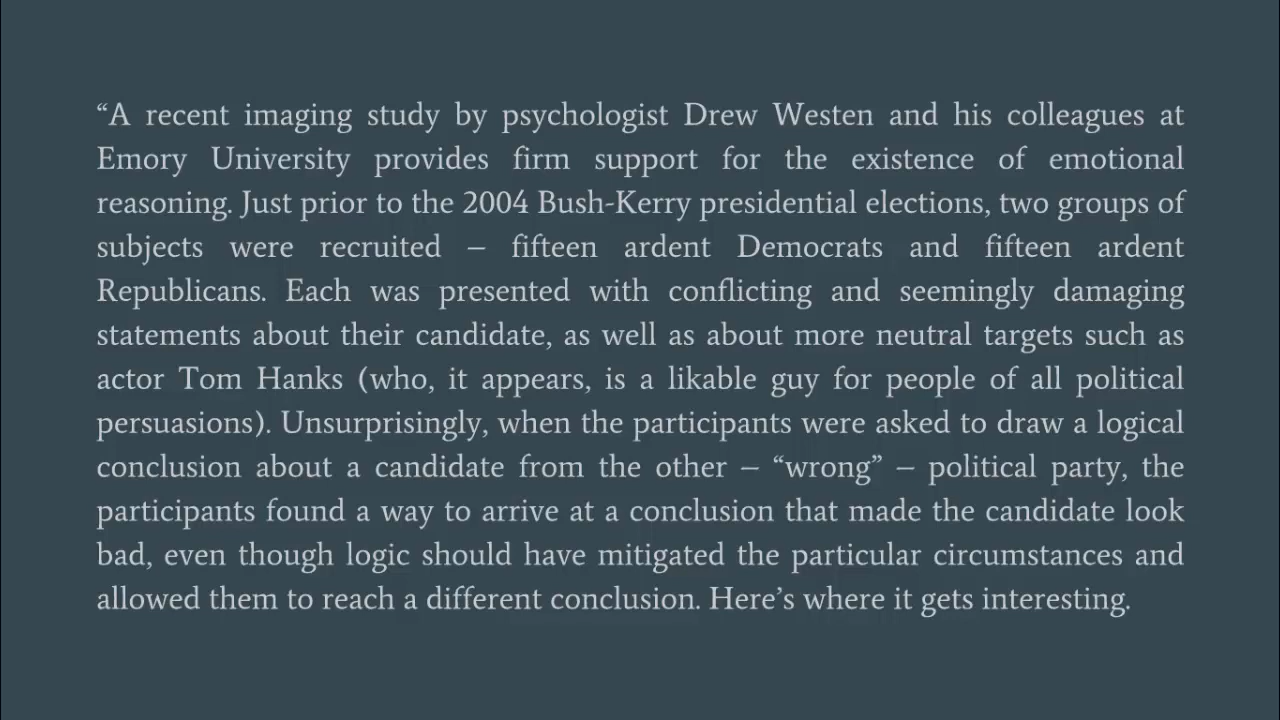 “A recent imaging study by psychologist Drew Westen and his colleagues at
Emory University provides firm support for the existence of emotional
reasoning. Just prior to the 2004 Bush-Kerry presidential elections, two groups of
subjects were recruited – fifteen ardent Democrats and fifteen ardent
Republicans. Each was presented with conflicting and seemingly damaging
statements about their candidate, as well as about more neutral targets such as
actor Tom Hanks (who, it appears, is a likable guy for people of all political
persuasions). Unsurprisingly, when the participants were asked to draw a logical
conclusion about a candidate from the other – “wrong” – political party, the
participants found a way to arrive at a conclusion that made the candidate look
bad, even though logic should have mitigated the particular circumstances and
allowed them to reach a different conclusion. Here’s where it gets interesting.